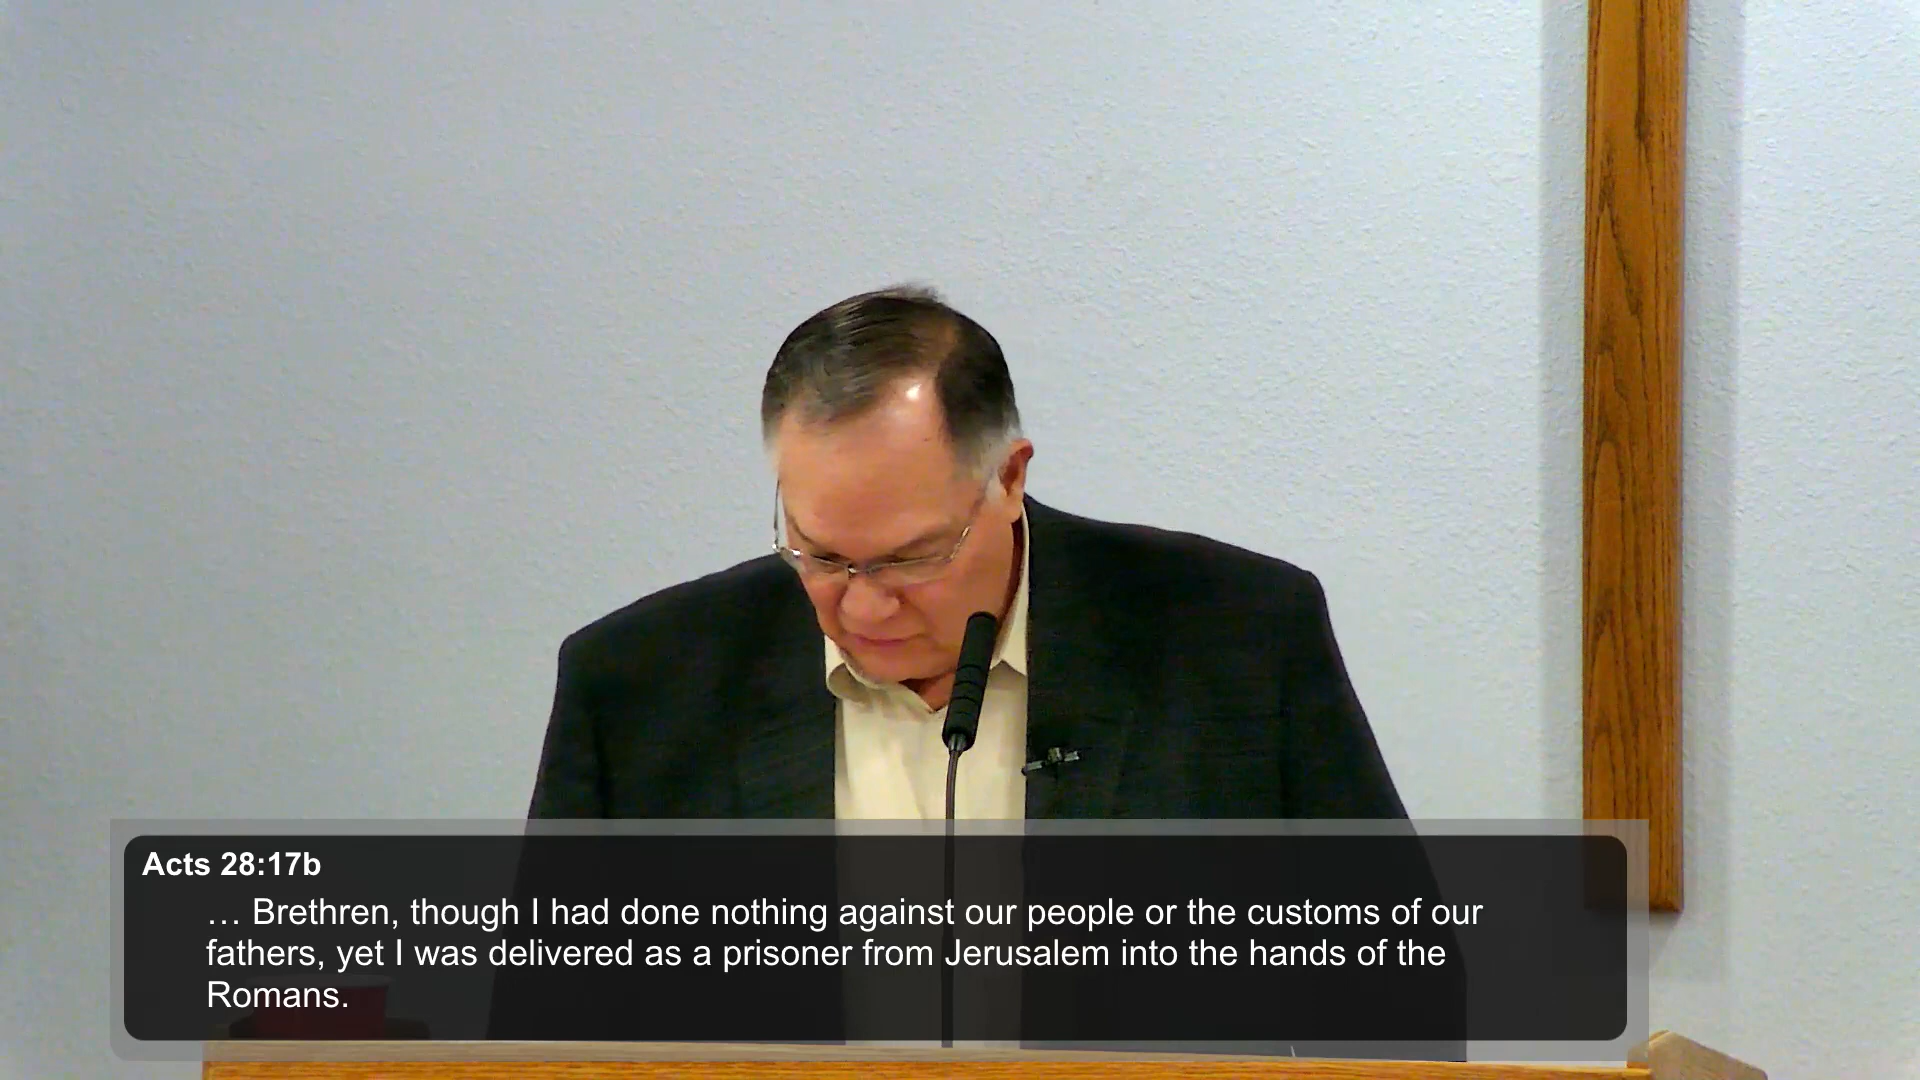 Acts 28:17b
… Brethren, though I had done nothing against our people or the customs of our
fathers, yet I was delivered as a prisoner from Jerusalem into the hands of the
Romans.